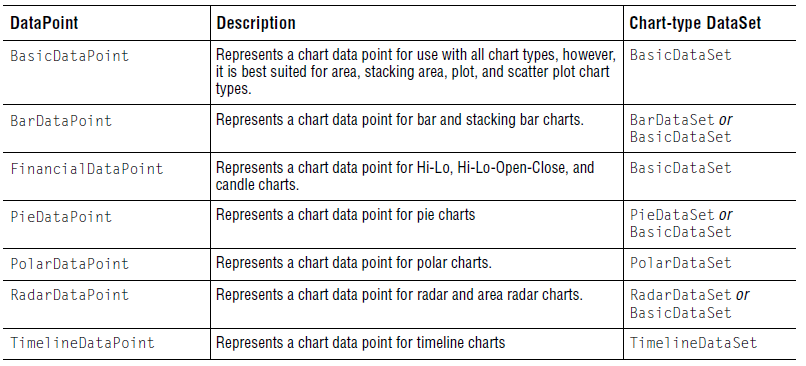 DataPoint Description Chart-type DataSet
BasicDataPoint Represents a chart data point for use with all chart types, however, BasicDataSet
it is best suited for area, stacking area, plot, and scatter plot chart
types.
BarDataPoint Represents a chart data point for bar and stacking bar charts. BarDataSet or
BasicDataSet
FinancialDataPoint Represents a chart data point for Hi-Lo, Hi-Lo-Open-Close, and BasicDataSet
candle charts.
PieDataPoint Represents a chart data point for pie charts PieDataSet or
BasicDataSet
PolarDataPoint Represents a chart data point for polar charts. PolarDataSet
RadarDataPoint Represents a chart data point for radar and area radar charts. RadarDataSet or
BasicDataSet
TimelineDataPoint Represents a chart data point for timeline charts TimelineDataSet